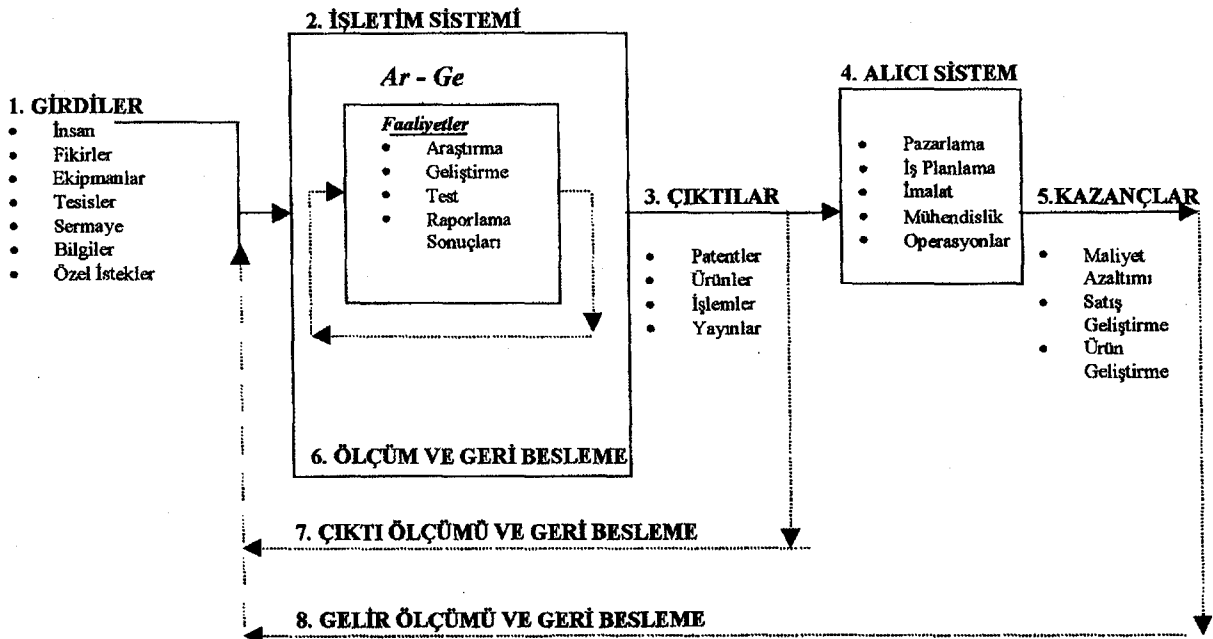 2. İŞLETİM SİSTEMİ
Ar - Ge
Faaliyetler
• Araştırma
• Geliştirme
• Test
• Raporlama
Sonuçları
1. GİRDİLER
• İnsan
• Fikirler
• Ekipmanlar
• Tesisler
• Sermaye
• Bilgiler
• Özel İstekler
3. ÇIKTILAR
• Patentler
• Ürünler
• İşlemler
• Yayınlar
4. ALICI SİSTEM
• Pazarlama
• İş Planlama
• İmalat
• Mühendislik
• Operasyonlar
5.KAZANÇLAR
• Maliyet
Azaltımı
• Satış
Geliştirme
• Ürün
Geliştirme
6. ÖLÇÜM VE GERİ BESLEME
7. ÇIKTI ÖLÇÜMÜ VE GERİ BESLEME
8. GELİR ÖLÇÜMÜ VE GERİ BESLEME